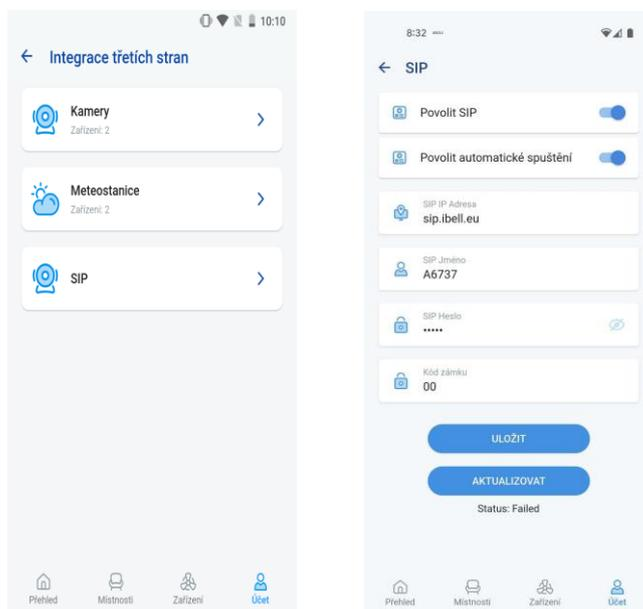 10:10
Integrace třetích stran
Kamery
Zařízení: 2
Meteostanice
Zařízení: 2
SIP
Přehled
Místnosti
Zařízení
Účet
8:32
SIP
Povolit SIP
Povolit automatické spuštění
SIP IP Adresa
sip.ibell.eu
SIP Jméno
A6737
SIP Heslo
•••••
Kód zámku
00
ULOŽIT
AKTUALIZOVAT
Status: Failed
Přehled
Místnosti
Zařízení
Účet